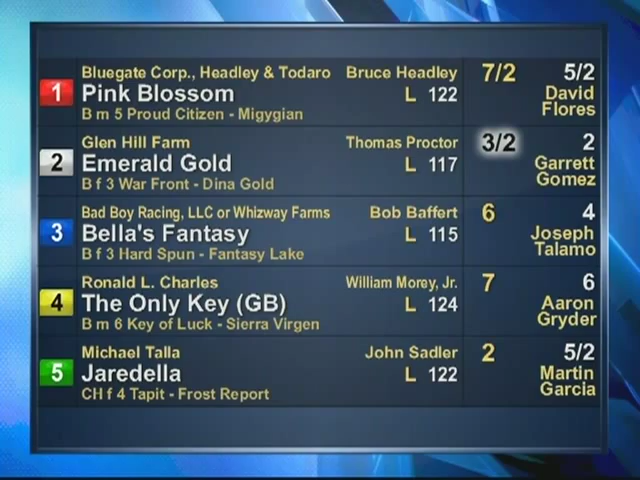 Bluegate Corp., Headley & Todaro Bruce Headley 7/2 5/2
1 Pink Blossom L 122 David
B m 5 Proud Citizen - Migygian Flores
Glen Hill Farm Thomas Proctor 3/2 2
2 Emerald Gold L 117 Garrett
B f 3 War Front - Dina Gold Gomez
Bad Boy Racing, LLC or Whizway Farms Bob Baffert 6 4
3 Bella's Fantasy L 115 Joseph
B f 3 Hard Spun - Fantasy Lake Talamo
Ronald L. Charles William Morey, Jr. 7 6
4 The Only Key (GB) L 124 Aaron
B m 6 Key of Luck - Sierra Virgen Gryder
Michael Talla John Sadler 2 5/2
5 Jaredella L 122 Martin
CH f 4 Tapit - Frost Report Garcia